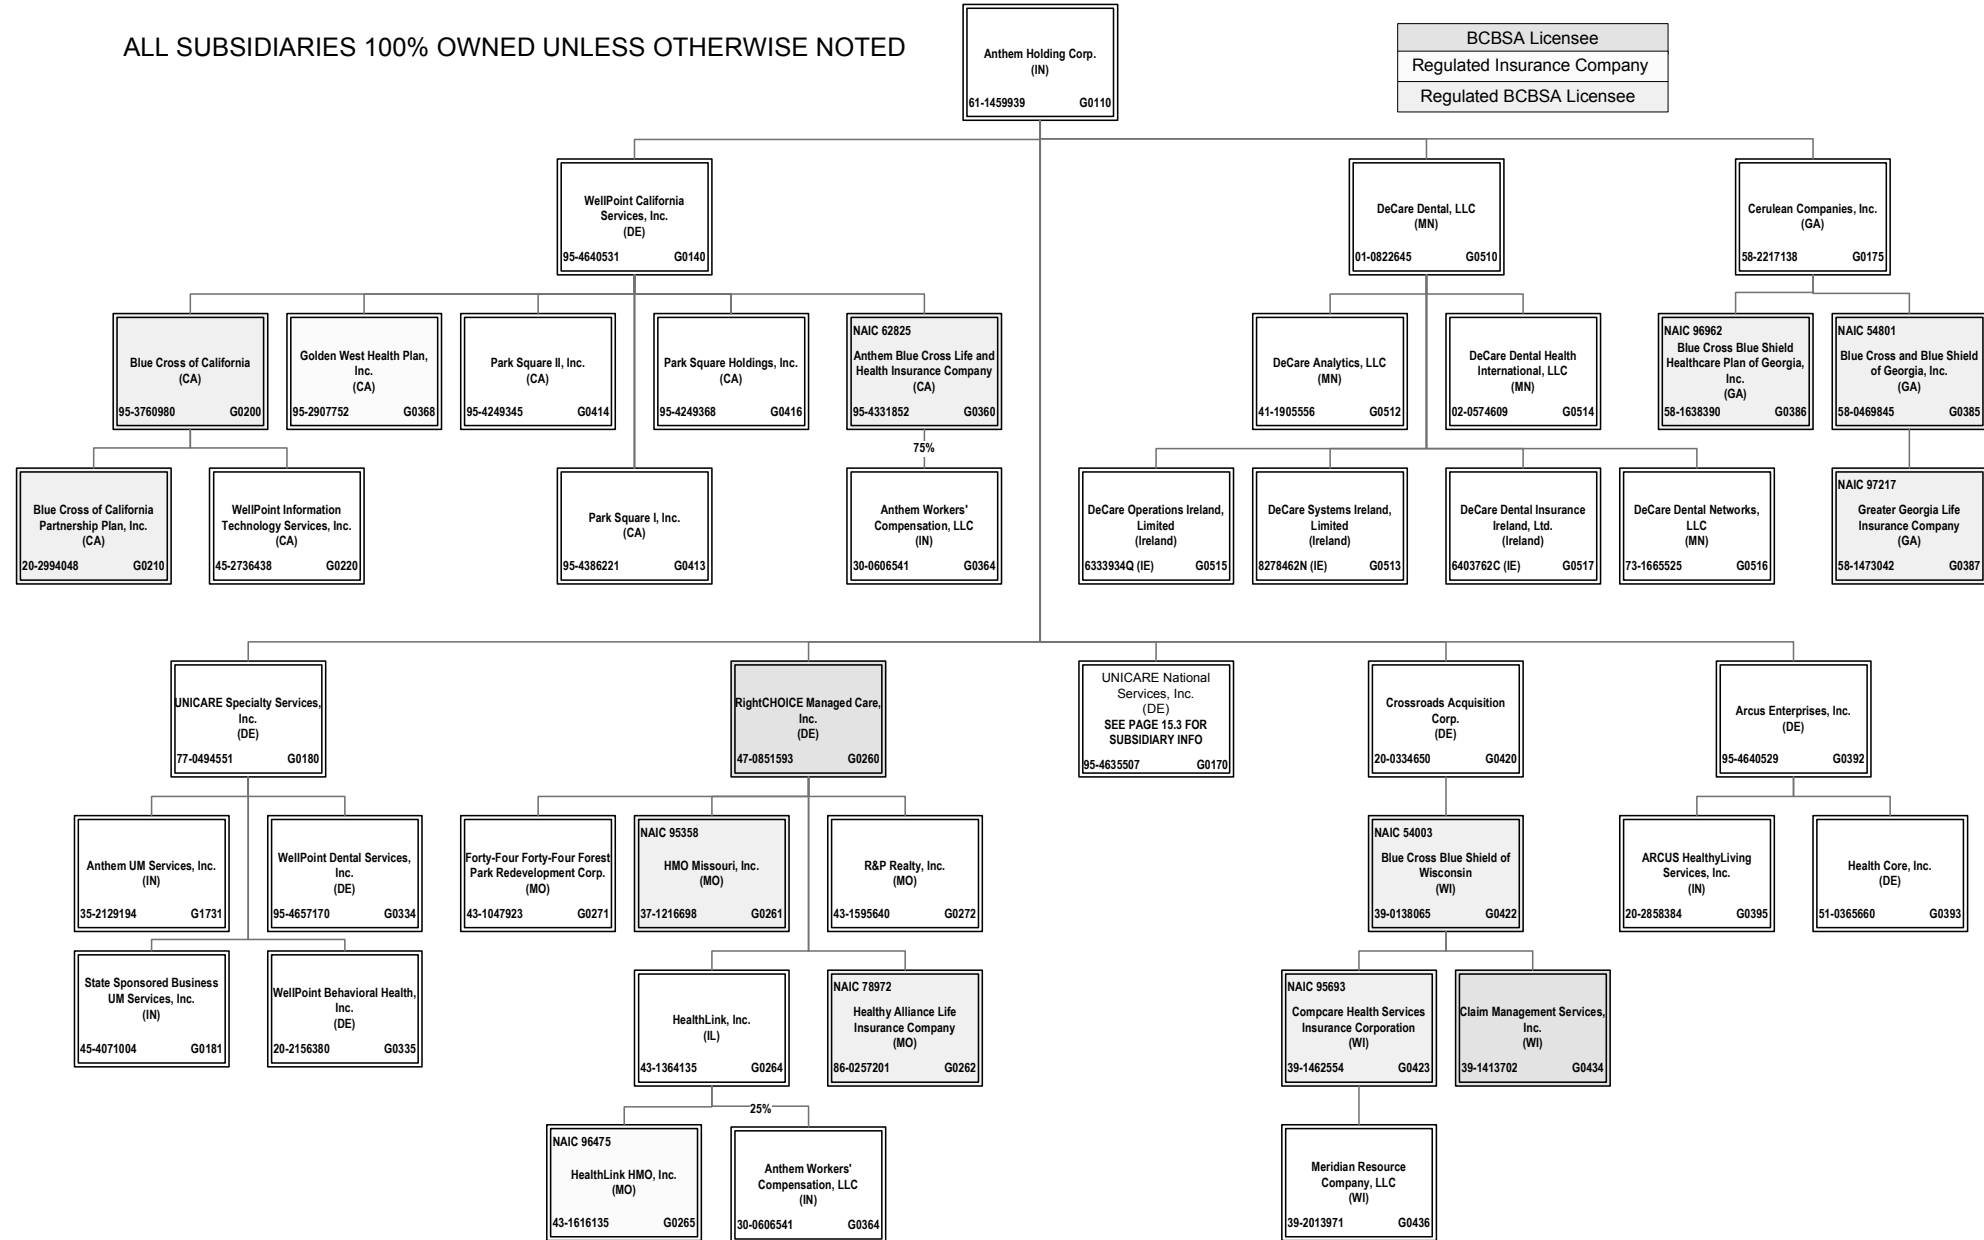 ALL SUBSIDIARIES 100% OWNED UNLESS OTHERWISE NOTED
Anthem Holding Corp.
(IN)
61-1459939 G0110
BCBSA Licensee
Regulated Insurance Company
Regulated BCBSA Licensee
WellPoint California
Services, Inc.
(DE)
95-4640531 G0140
DeCare Dental, LLC
(MN)
01-0822645 G0510
Cerulean Companies, Inc.
(GA)
58-2217138 G0175
Blue Cross of California
(CA)
95-3760980 G0200
Golden West Health Plan,
Inc.
(CA)
95-2907752 G0368
Park Square II, Inc.
(CA)
95-4249345 G0414
Park Square Holdings, Inc.
(CA)
95-4249368 G0416
NAIC 62825
Anthem Blue Cross Life and
Health Insurance Company
(CA)
95-4331852 G0360
DeCare Analytics, LLC
(MN)
41-1905556 G0512
DeCare Dental Health
International, LLC
(MN)
02-0574609 G0514
NAIC 96962
Blue Cross Blue Shield
Healthcare Plan of Georgia,
Inc.
(GA)
58-1638390 G0386
NAIC 54801
Blue Cross and Blue Shield
of Georgia, Inc.
(GA)
58-0469845 G0385
75%
Blue Cross of California
Partnership Plan, Inc.
(CA)
20-2994048 G0210
WellPoint Information
Technology Services, Inc.
(CA)
45-2736438 G0220
Park Square I, Inc.
(CA)
95-4386221 G0413
Anthem Workers'
Compensation, LLC
(IN)
30-0606541 G0364
DeCare Operations Ireland,
Limited
(Ireland)
6333934Q (IE) G0515
DeCare Systems Ireland,
Limited
(Ireland)
8278462N (IE) G0513
DeCare Dental Insurance
Ireland, Ltd.
(Ireland)
6403762C (IE) G0517
DeCare Dental Networks,
LLC
(MN)
73-1665525 G0516
NAIC 97217
Greater Georgia Life
Insurance Company
(GA)
58-1473042 G0387
UNICARE Specialty Services,
Inc.
(DE)
77-0494551 G0180
RightCHOICE Managed Care,
Inc.
(DE)
47-0851593 G0260
UNICARE National
Services, Inc.
(DE)
SEE PAGE 15.3 FOR
SUBSIDIARY INFO
95-4635507 G0170
Crossroads Acquisition
Corp.
(DE)
20-0334650 G0420
Arcus Enterprises, Inc.
(DE)
95-4640529 G0392
Anthem UM Services, Inc.
(IN)
35-2129194 G1731
WellPoint Dental Services,
Inc.
(DE)
95-4657170 G0334
Forty-Four Forty-Four Forest
Park Redevelopment Corp.
(MO)
43-1047923 G0271
NAIC 95358
HMO Missouri, Inc.
(MO)
37-1216698 G0261
R&P Realty, Inc.
(MO)
43-1595640 G0272
NAIC 54003
Blue Cross Blue Shield of
Wisconsin
(WI)
39-0138065 G0422
ARCUS HealthyLiving
Services, Inc.
(IN)
20-2858384 G0395
Health Core, Inc.
(DE)
51-0365660 G0393
State Sponsored Business
UM Services, Inc.
(IN)
45-4071004 G0181
WellPoint Behavioral Health,
Inc.
(DE)
20-2156380 G0335
HealthLink, Inc.
(IL)
43-1364135 G0264
NAIC 78972
Healthy Alliance Life
Insurance Company
(MO)
86-0257201 G0262
NAIC 95693
Compcare Health Services
Insurance Corporation
(WI)
39-1462554 G0423
Claim Management Services,
Inc.
(WI)
39-1413702 G0434
25%
NAIC 96475
HealthLink HMO, Inc.
(MO)
43-1616135 G0265
Anthem Workers'
Compensation, LLC
(IN)
30-0606541 G0364
Meridian Resource
Company, LLC
(WI)
39-2013971 G0436